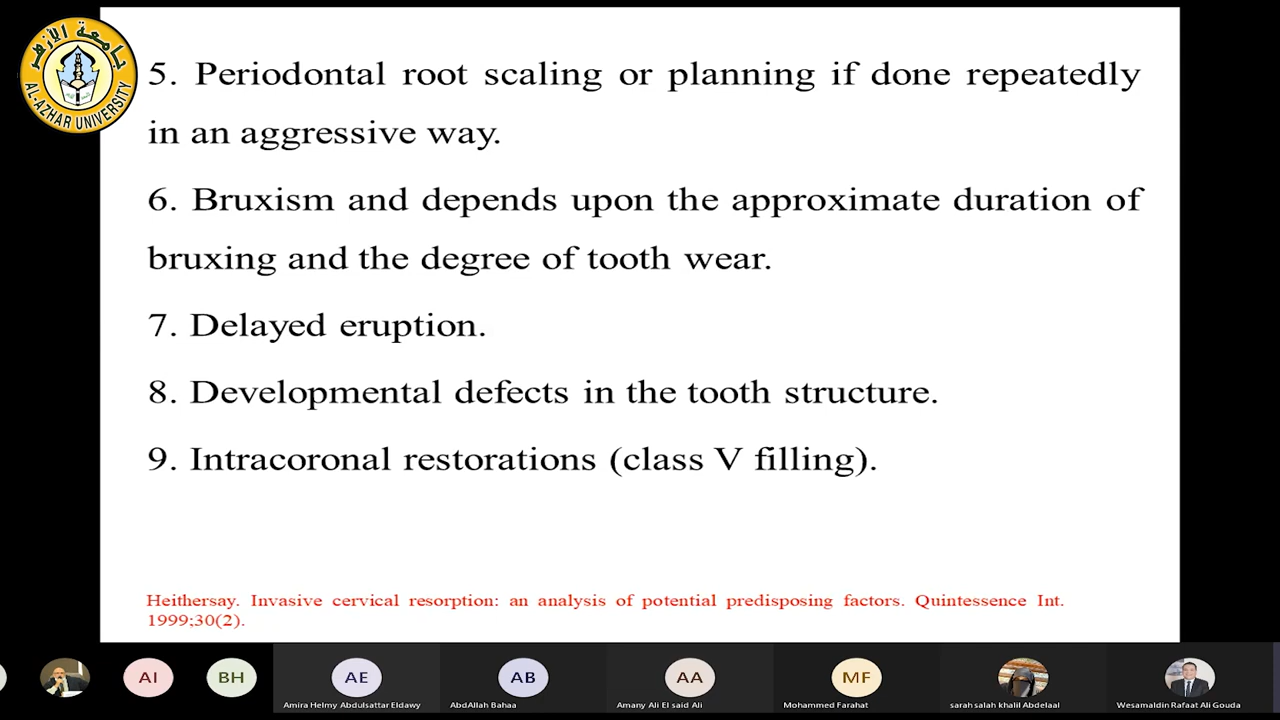 جامعة الأزهر
AL-AZHAR UNIVERSITY
5. Periodontal root scaling or planning if done repeatedly
in an aggressive way.
6. Bruxism and depends upon the approximate duration of
bruxing and the degree of tooth wear.
7. Delayed eruption.
8. Developmental defects in the tooth structure.
9. Intracoronal restorations (class V filling).
Heithersay. Invasive cervical resorption: an analysis of potential predisposing factors. Quintessence Int.
1999;30(2).
AI
BH
AE
AB
AA
MF
Amira Helmy Abdulsattar Eldawy
AbdAllah Bahaa
Amany Ali El said Ali
Mohammed Farahat
sarah salah khalil Abdelaal
Wesamaldin Rafaat Ali Gouda